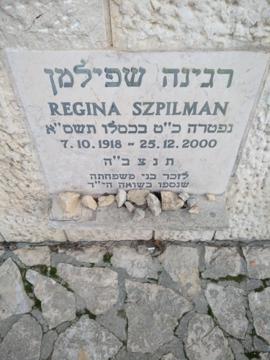 רגינה שפילמן
REGINA SZPILMAN
נפטרה כ"ט בכסלו תשס"א
7.10.1918 - 25.12.2000
ת נ צ ב "ה
לזכר בני משפחתה
שנספו בשואה הי"ד